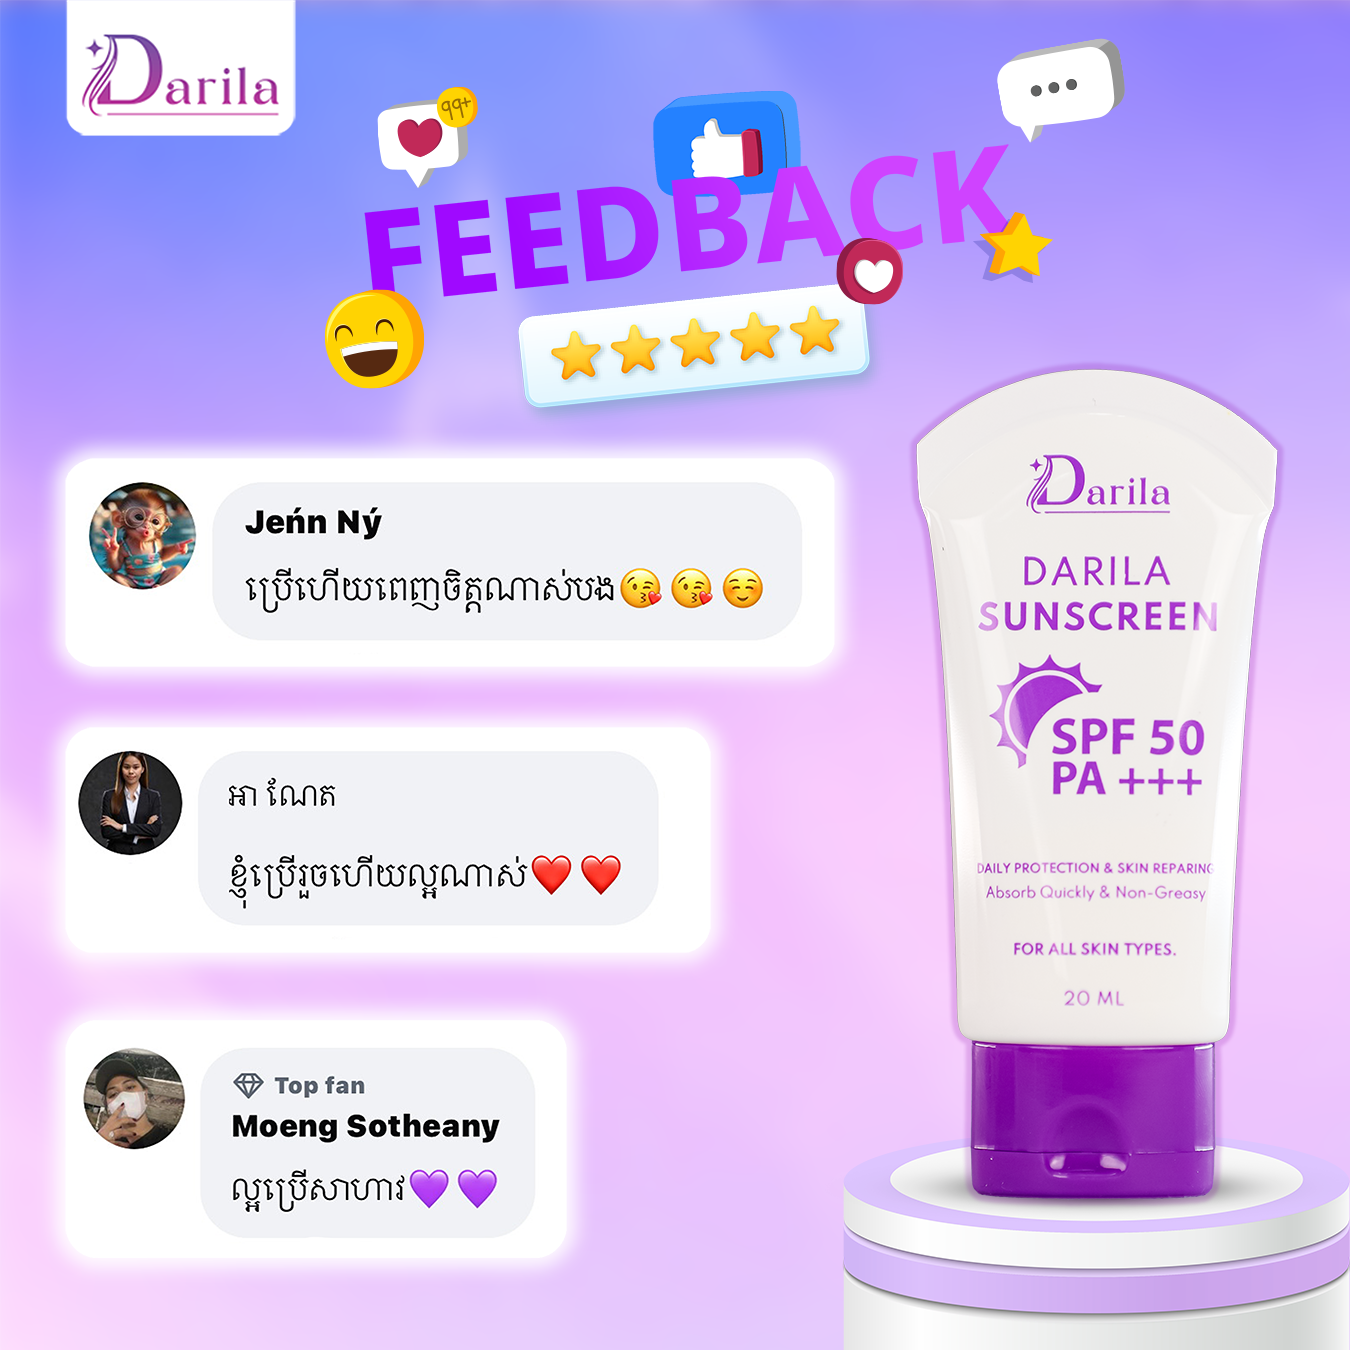 Darila
99+
FEEDBACK
Jeńn Ný
ប្រើហើយពេញចិត្តណាស់បង😘😘☺️
អា ណែត
ខ្ញុំប្រើរួចហើយល្អណាស់❤️❤️
Top fan
Moeng Sotheany
ល្អប្រើសាហាវ💜💜
Darila
DARILA
SUNSCREEN
SPF 50
PA +++
DAILY PROTECTION & SKIN REPARING
Absorb Quickly & Non-Greasy
FOR ALL SKIN TYPES.
20 ML